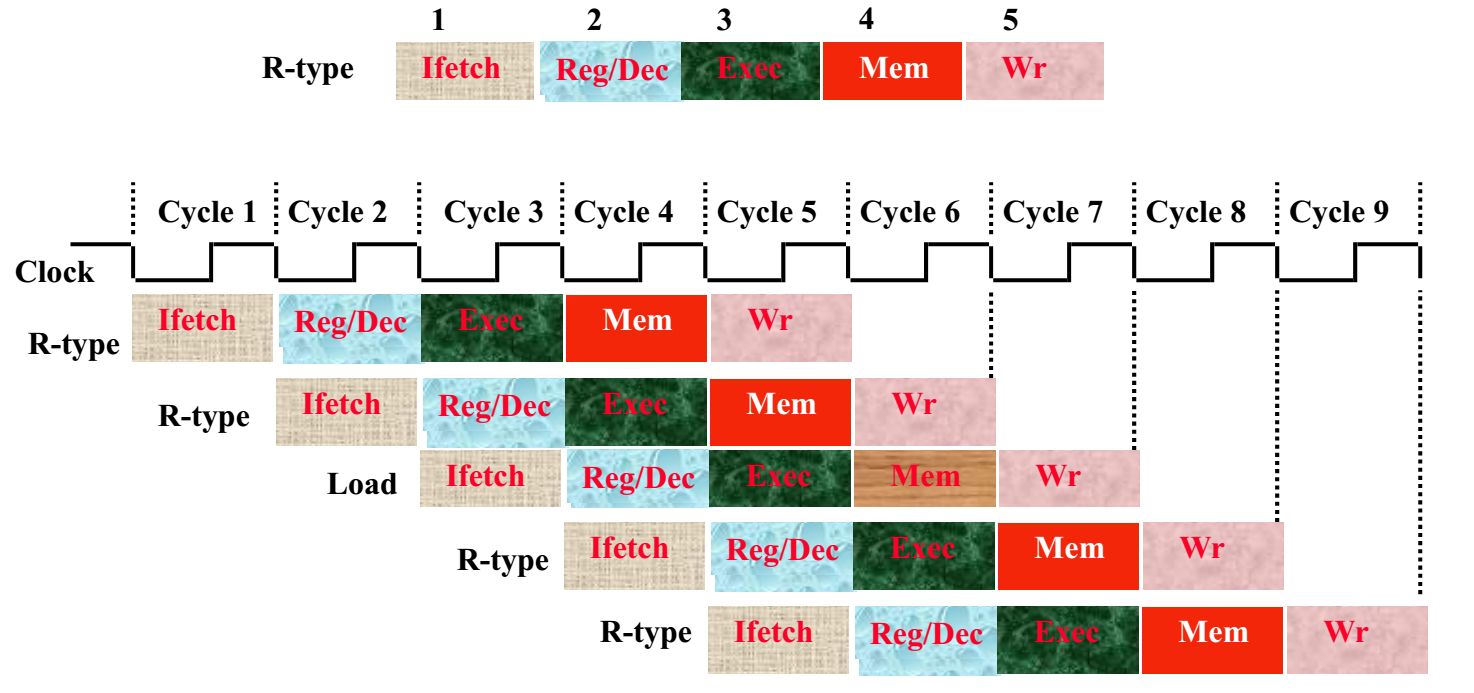 1 2 3 4 5
R-type Ifetch Reg/Dec Exec Mem Wr
Cycle 1 Cycle 2 Cycle 3 Cycle 4 Cycle 5 Cycle 6 Cycle 7 Cycle 8 Cycle 9
Clock
R-type Ifetch Reg/Dec Exec Mem Wr
R-type Ifetch Reg/Dec Exec Mem Wr
Load Ifetch Reg/Dec Exec Mem Wr
R-type Ifetch Reg/Dec Exec Mem Wr
R-type Ifetch Reg/Dec Exec Mem Wr